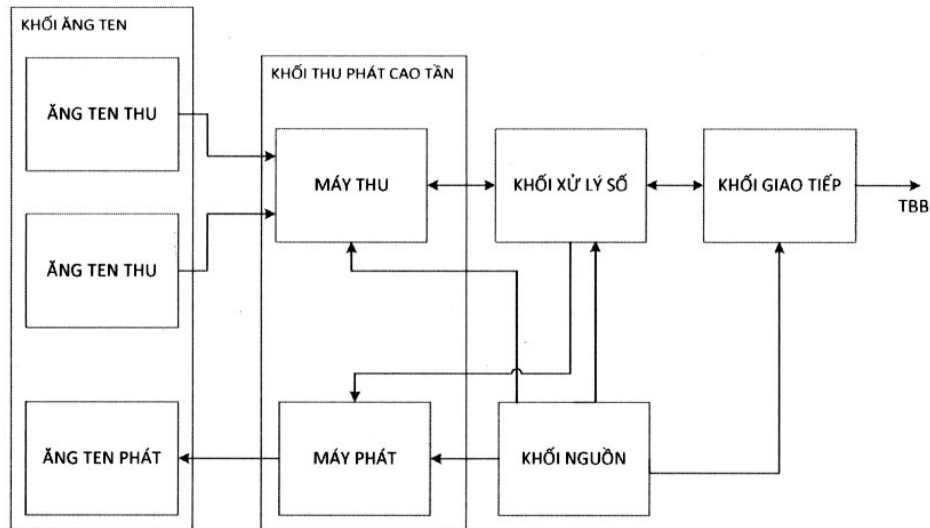 KHỐI ĂNG TEN
KHỐI THU PHÁT CAO TẦN
ĂNG TEN THU
MÁY THU
KHỐI XỬ LÝ SỐ
KHỐI GIAO TIẾP
TBB
ĂNG TEN THU
ĂNG TEN PHÁT
MÁY PHÁT
KHỐI NGUỒN